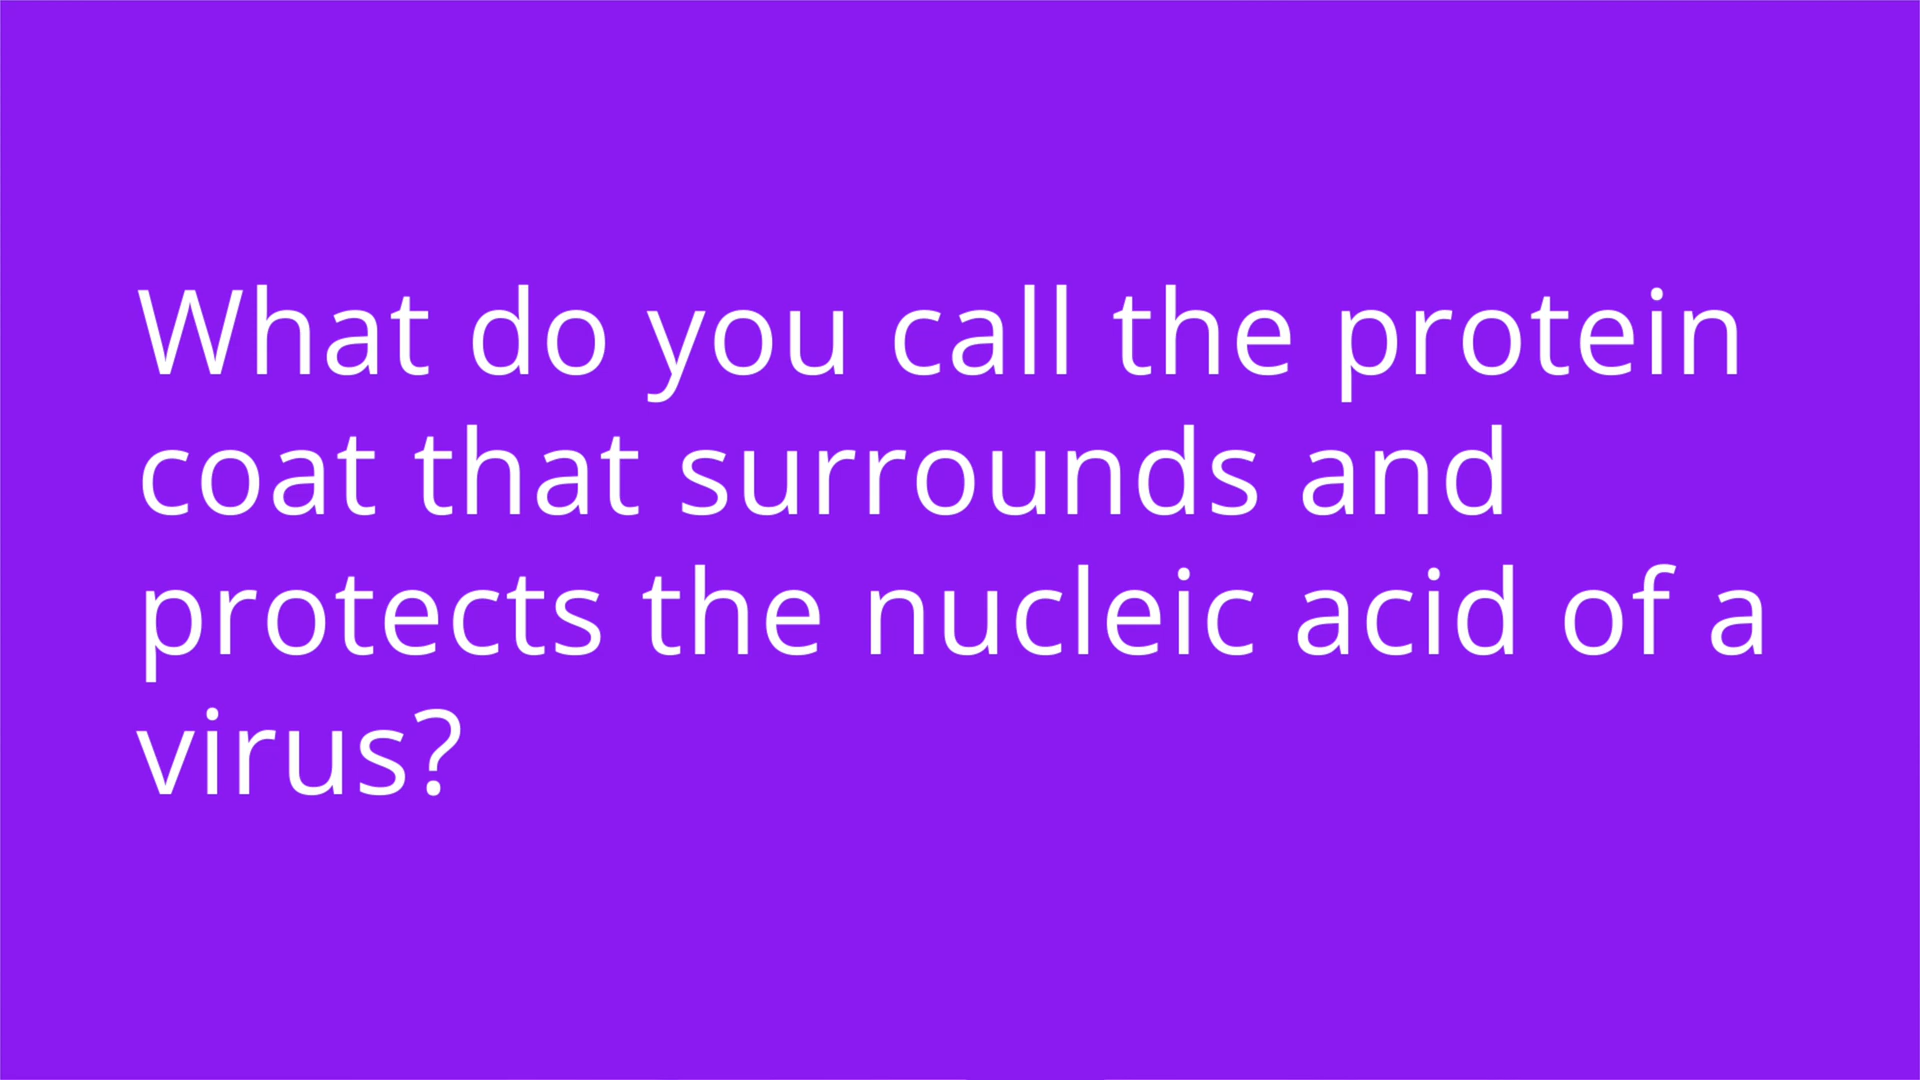 What do you call the protein
coat that surrounds and
protects the nucleic acid of a
virus?